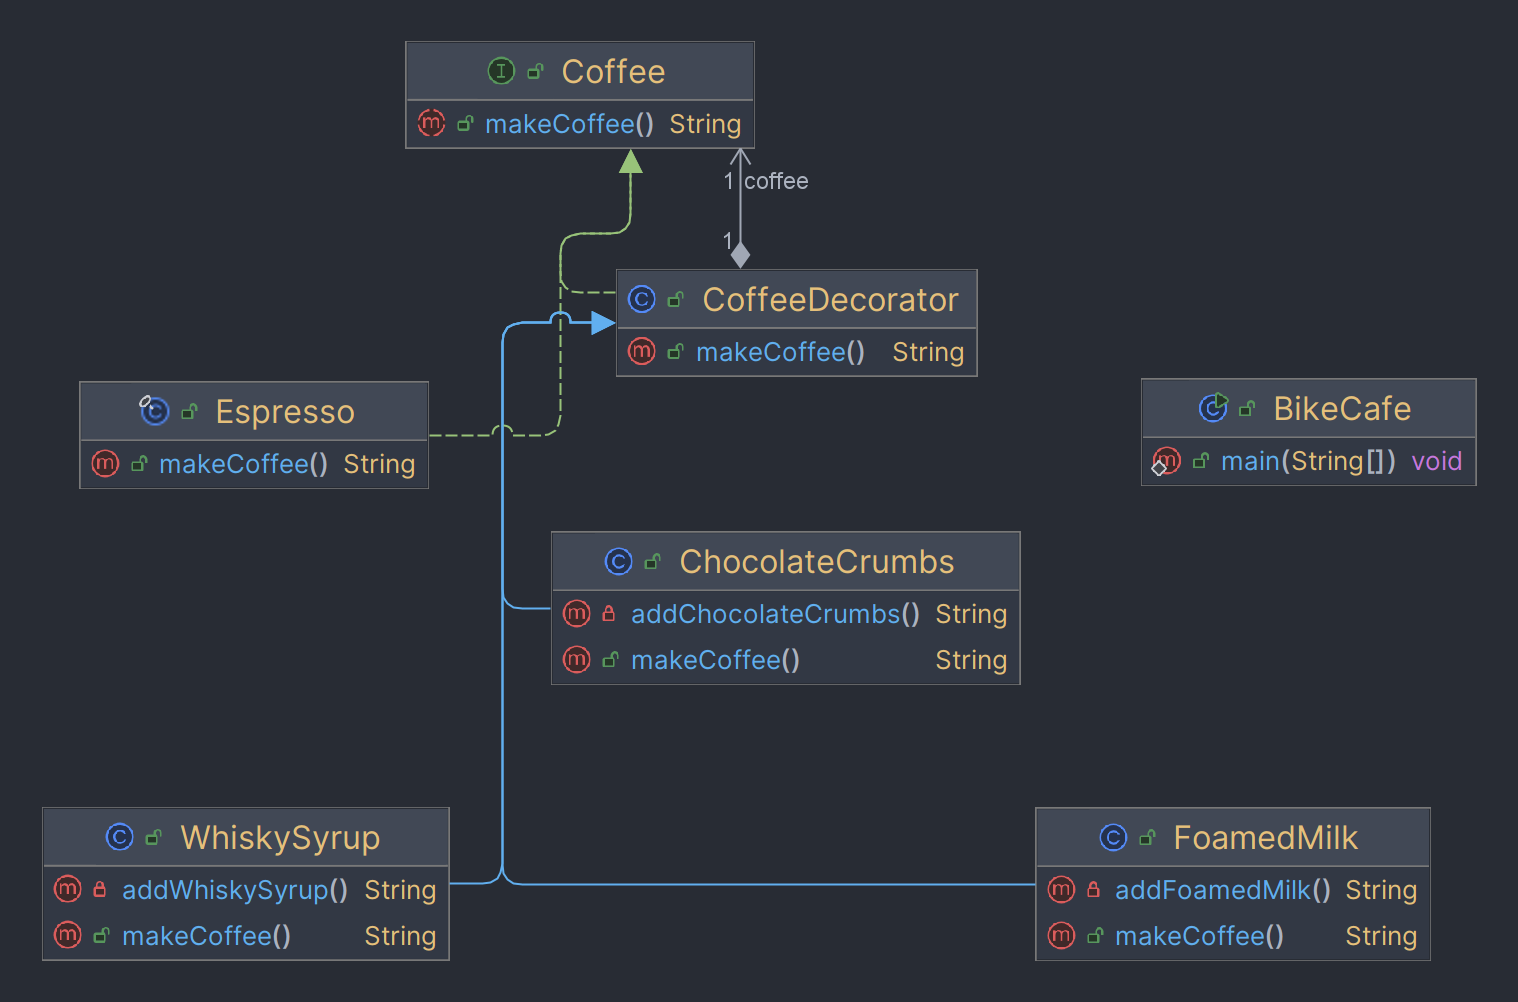 Coffee
makeCoffee() String
1 coffee
1
CoffeeDecorator
makeCoffee() String
Espresso
makeCoffee() String
BikeCafe
main(String[]) void
ChocolateCrumbs
addChocolateCrumbs() String
makeCoffee() String
WhiskySyrup
addWhiskySyrup() String
makeCoffee() String
FoamedMilk
addFoamedMilk() String
makeCoffee() String